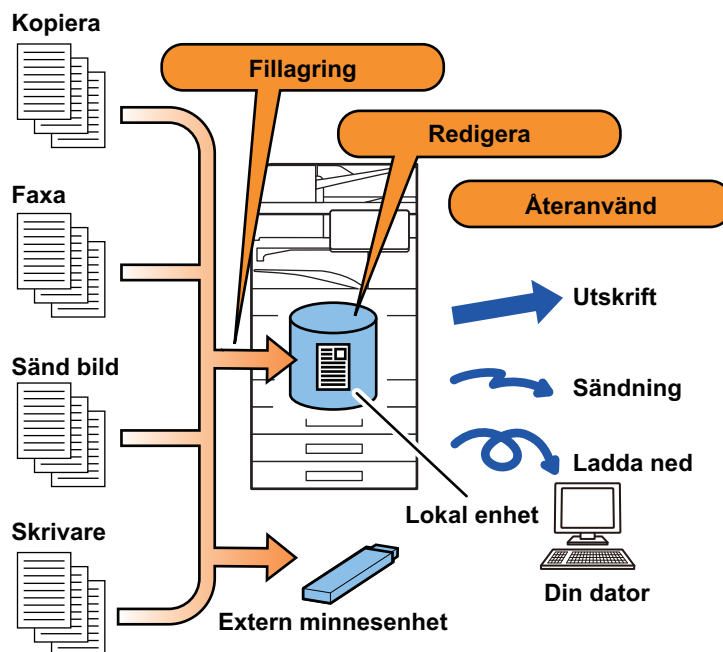 Kopiera
Fillagring
Redigera
Faxa
Återanvänd
Utskrift
Sänd bild
Sändning
Ladda ned
Lokal enhet
Skrivare
Din dator
Extern minnesenhet